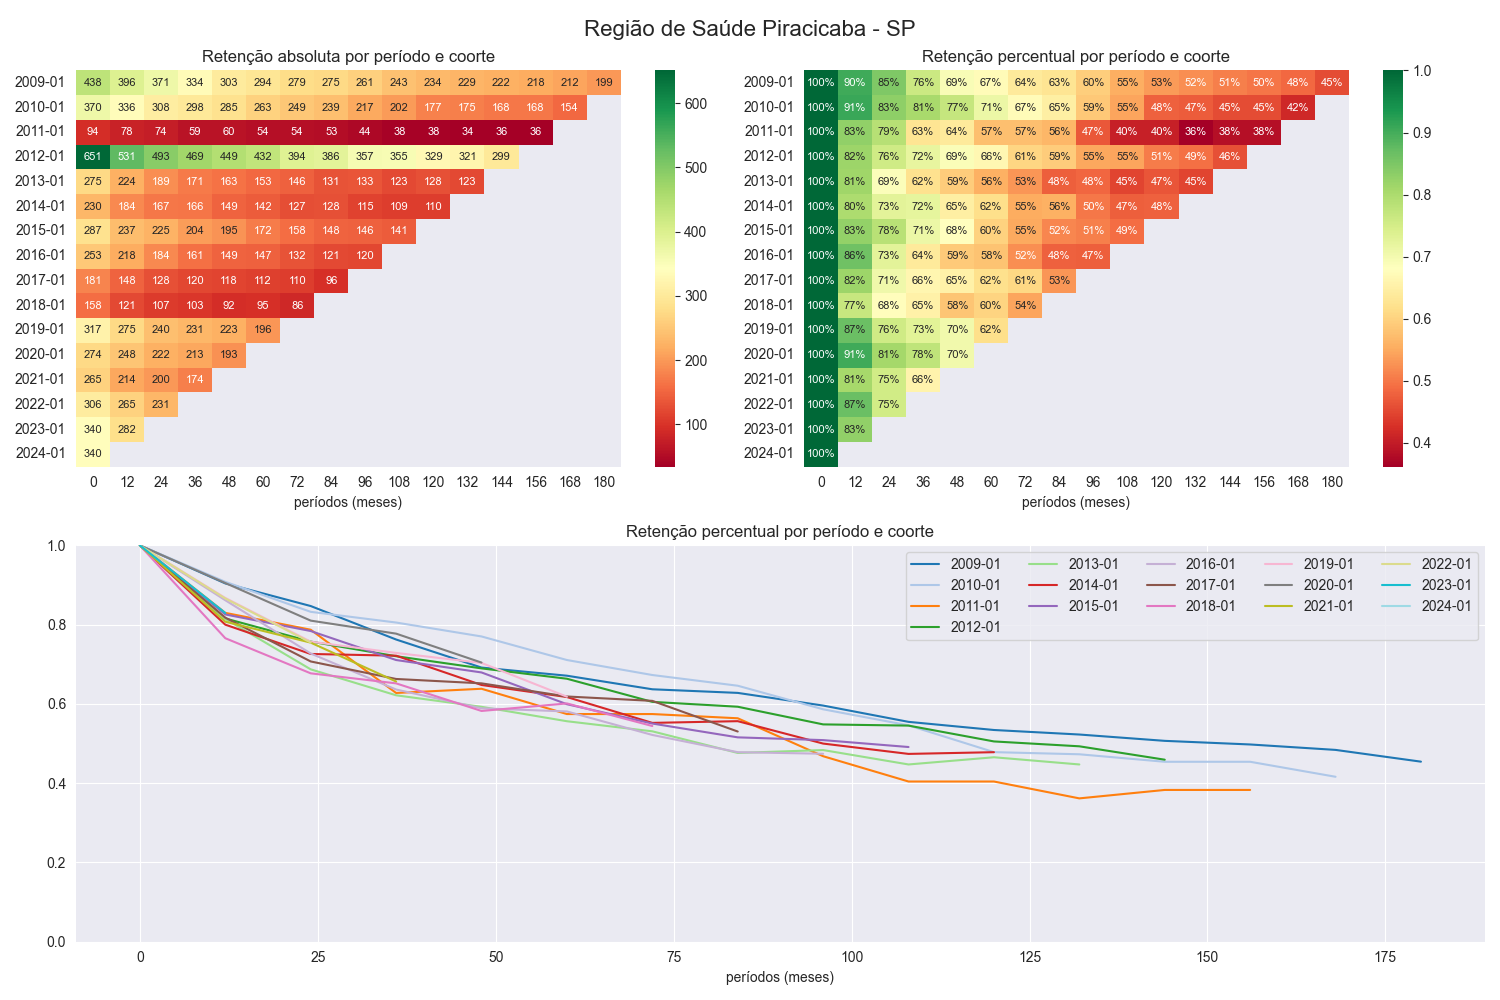 Região de Saúde Piracicaba - SP
Retenção absoluta por período e coorte
2009-01 438 396 371 334 303 294 279 275 261 243 234 229 222 218 212 199
2010-01 370 336 308 298 285 263 249 239 217 202 177 175 168 168 154
2011-01 94 78 74 59 60 54 54 53 44 38 38 34 36 36
2012-01 651 531 493 469 449 432 394 386 357 355 329 321 299
2013-01 275 224 189 171 163 153 146 131 133 123 128 123
2014-01 230 184 167 166 149 142 127 128 115 109 110
2015-01 287 237 225 204 195 172 158 148 146 141
2016-01 253 218 184 161 149 147 132 121 120
2017-01 181 148 128 120 118 112 110 96
2018-01 158 121 107 103 92 95 86
2019-01 317 275 240 231 223 196
2020-01 274 248 222 213 193
2021-01 265 214 200 174
2022-01 306 265 231
2023-01 340 282
2024-01 340
0 12 24 36 48 60 72 84 96 108 120 132 144 156 168 180
períodos (meses)
600
500
400
300
200
100
Retenção percentual por período e coorte
2009-01 100% 90% 85% 76% 69% 67% 64% 63% 60% 55% 53% 52% 51% 50% 48% 45%
2010-01 100% 91% 83% 81% 77% 71% 67% 65% 59% 55% 48% 47% 45% 45% 42%
2011-01 100% 83% 79% 63% 64% 57% 57% 56% 47% 40% 40% 36% 38% 38%
2012-01 100% 82% 76% 72% 69% 66% 61% 59% 55% 55% 51% 49% 46%
2013-01 100% 81% 69% 62% 59% 56% 53% 48% 48% 45% 47% 45%
2014-01 100% 80% 73% 72% 65% 62% 55% 56% 50% 47% 48%
2015-01 100% 83% 78% 71% 68% 60% 55% 52% 51% 49%
2016-01 100% 86% 73% 64% 59% 58% 52% 48% 47%
2017-01 100% 82% 71% 66% 65% 62% 61% 53%
2018-01 100% 77% 68% 65% 58% 60% 54%
2019-01 100% 87% 76% 73% 70% 62%
2020-01 100% 91% 81% 78% 70%
2021-01 100% 81% 75% 66%
2022-01 100% 87% 75%
2023-01 100% 83%
2024-01 100%
0 12 24 36 48 60 72 84 96 108 120 132 144 156 168 180
períodos (meses)
1.0
0.9
0.8
0.7
0.6
0.5
0.4
Retenção percentual por período e coorte
1.0
0.8
0.6
0.4
0.2
0.0
2009-01 2013-01 2016-01 2019-01 2022-01
2010-01 2014-01 2017-01 2020-01 2023-01
2011-01 2015-01 2018-01 2021-01 2024-01
2012-01
0 25 50 75 100 125 150 175
períodos (meses)